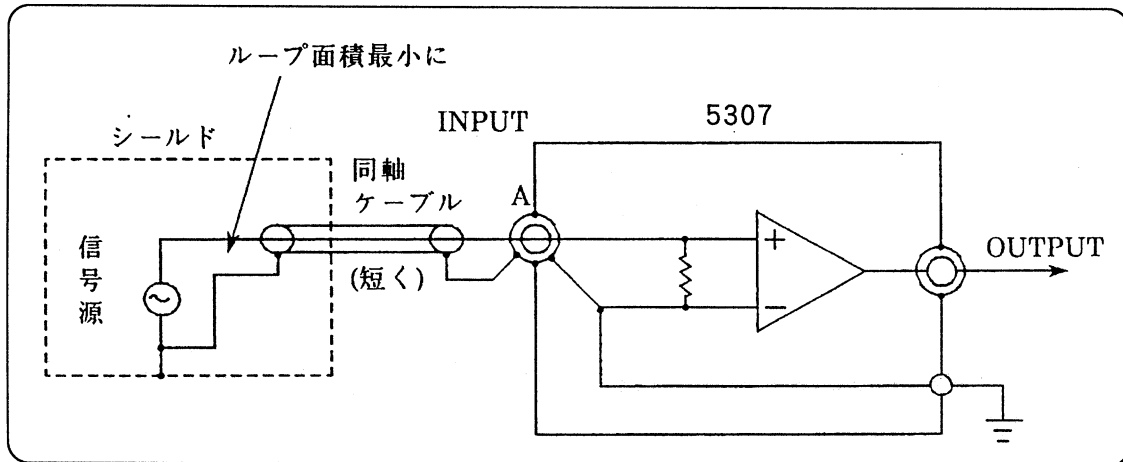 ループ面積最小に
シールド
INPUT
5307
同軸
ケーブル
A
信号源
(短く)
+
−
OUTPUT